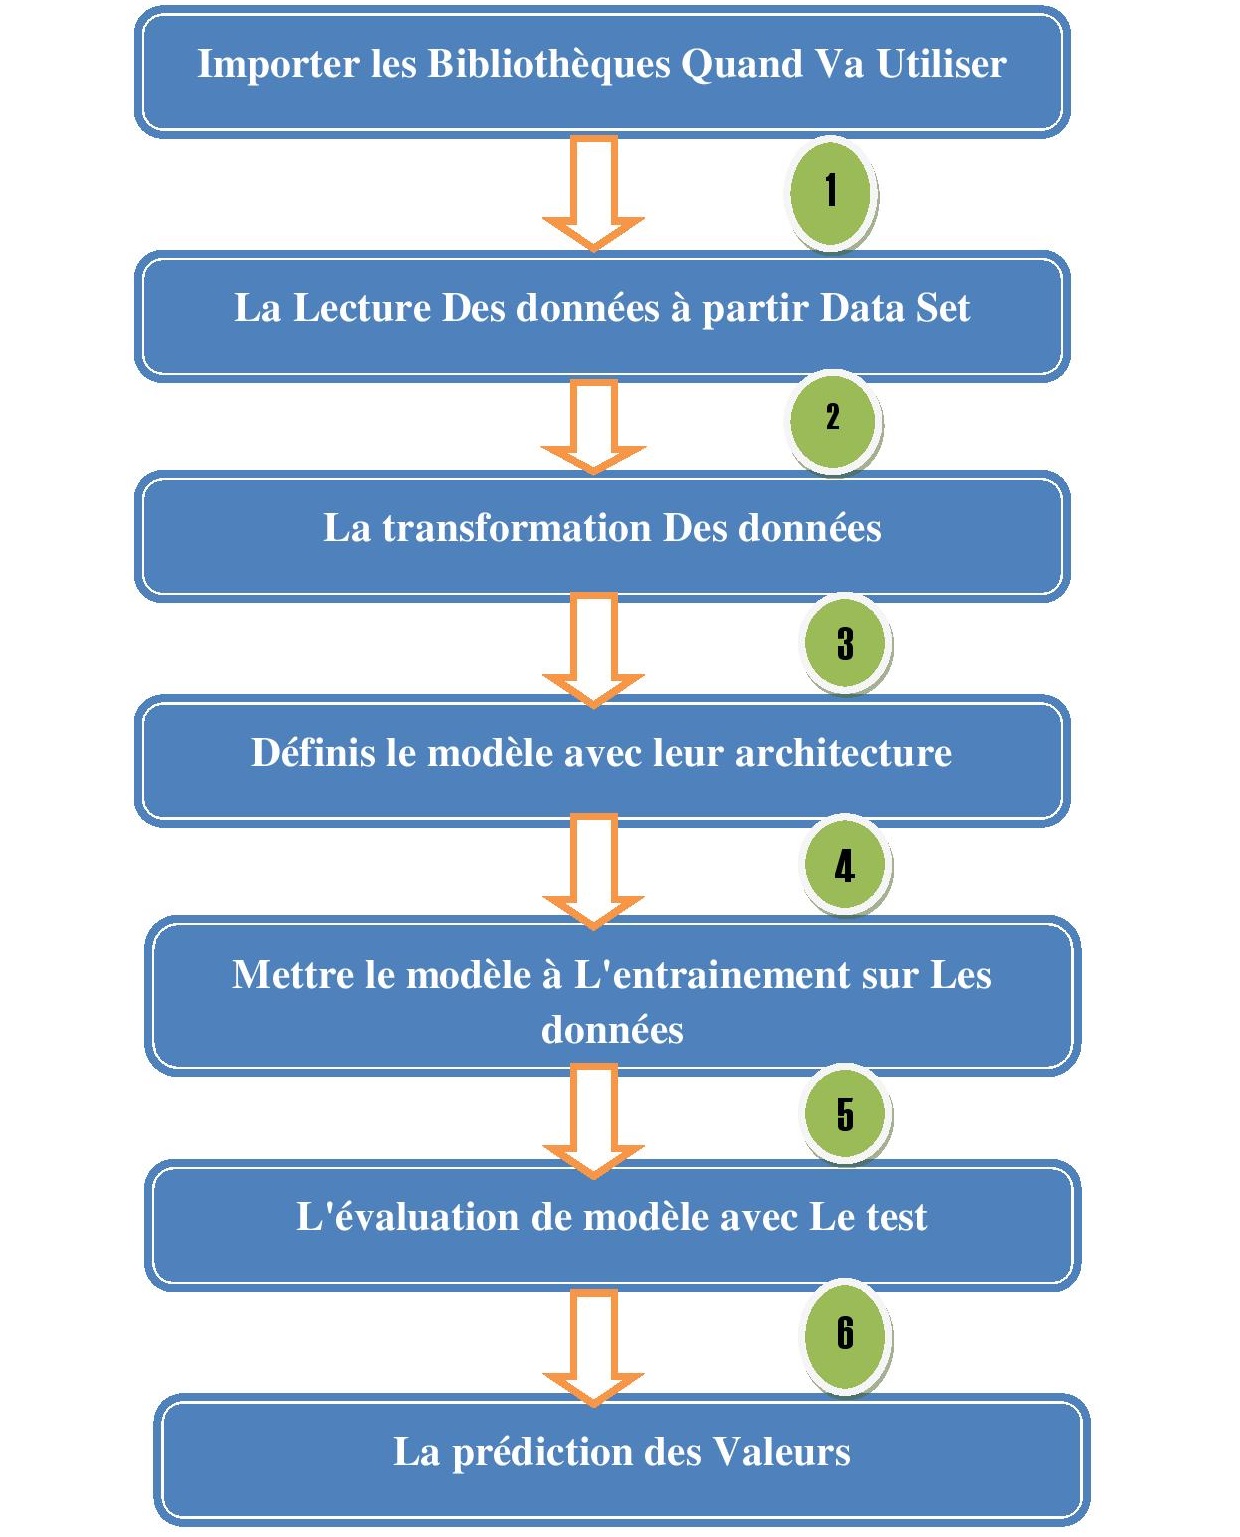 Importer les Bibliothèques Quand Va Utiliser
1
La Lecture Des données à partir Data Set
2
La transformation Des données
3
Définis le modèle avec leur architecture
4
Mettre le modèle à L'entrainement sur Les
données
5
L'évaluation de modèle avec Le test
6
La prédiction des Valeurs